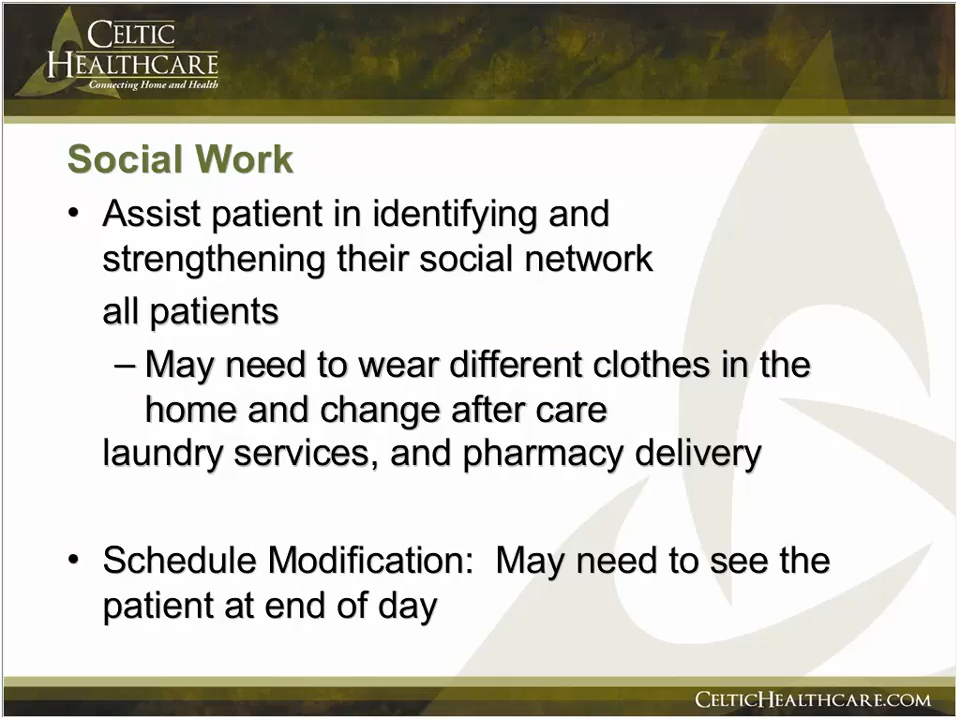 CELTIC
HEALTHCARE
Connecting Home and Health
Social Work
• Assist patient in identifying and
strengthening their social network
all patients
– May need to wear different clothes in the
home and change after care
laundry services, and pharmacy delivery
• Schedule Modification:  May need to see the
patient at end of day
CELTICHEALTHCARE.COM